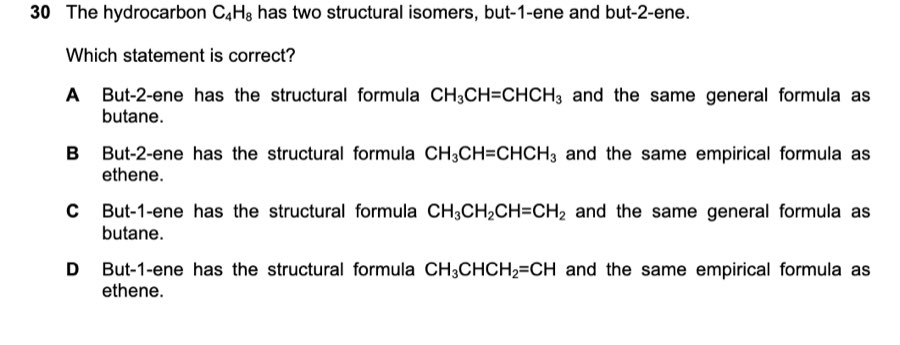 30 The hydrocarbon C₄H₈ has two structural isomers, but-1-ene and but-2-ene.
Which statement is correct?
A But-2-ene has the structural formula CH₃CH=CHCH₃ and the same general formula as
butane.
B But-2-ene has the structural formula CH₃CH=CHCH₃ and the same empirical formula as
ethene.
C But-1-ene has the structural formula CH₃CH₂CH=CH₂ and the same general formula as
butane.
D But-1-ene has the structural formula CH₃CHCH₂=CH and the same empirical formula as
ethene.